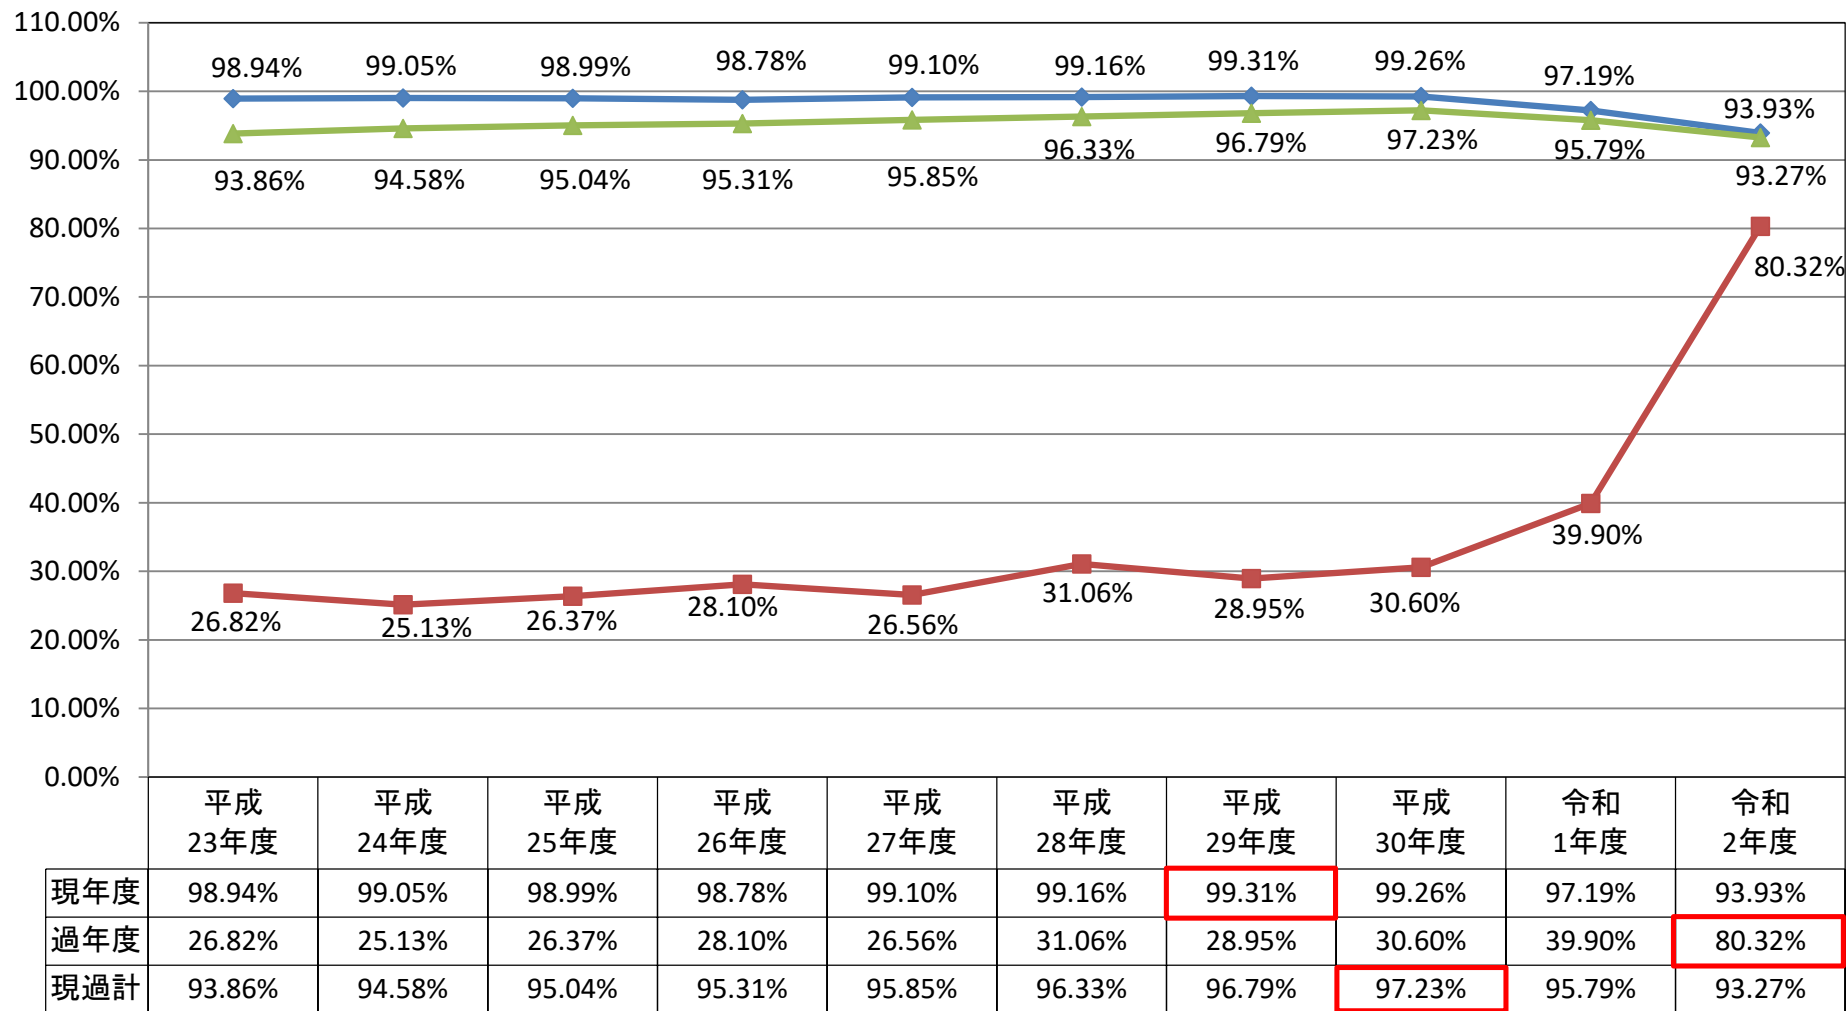 110.00%
100.00%
90.00%
80.00%
70.00%
60.00%
50.00%
40.00%
30.00%
20.00%
10.00%
0.00%
98.94% 99.05% 98.99% 98.78% 99.10% 99.16% 99.31% 99.26% 97.19% 93.93%
93.86% 94.58% 95.04% 95.31% 95.85% 96.33% 96.79% 97.23% 95.79% 93.27%
26.82% 25.13% 26.37% 28.10% 26.56% 31.06% 28.95% 30.60% 39.90% 80.32%
平成 平成 平成 平成 平成 平成 平成 平成 令和 令和
23年度 24年度 25年度 26年度 27年度 28年度 29年度 30年度 1年度 2年度
現年度 98.94% 99.05% 98.99% 98.78% 99.10% 99.16% 99.31% 99.26% 97.19% 93.93%
過年度 26.82% 25.13% 26.37% 28.10% 26.56% 31.06% 28.95% 30.60% 39.90% 80.32%
現過計 93.86% 94.58% 95.04% 95.31% 95.85% 96.33% 96.79% 97.23% 95.79% 93.27%